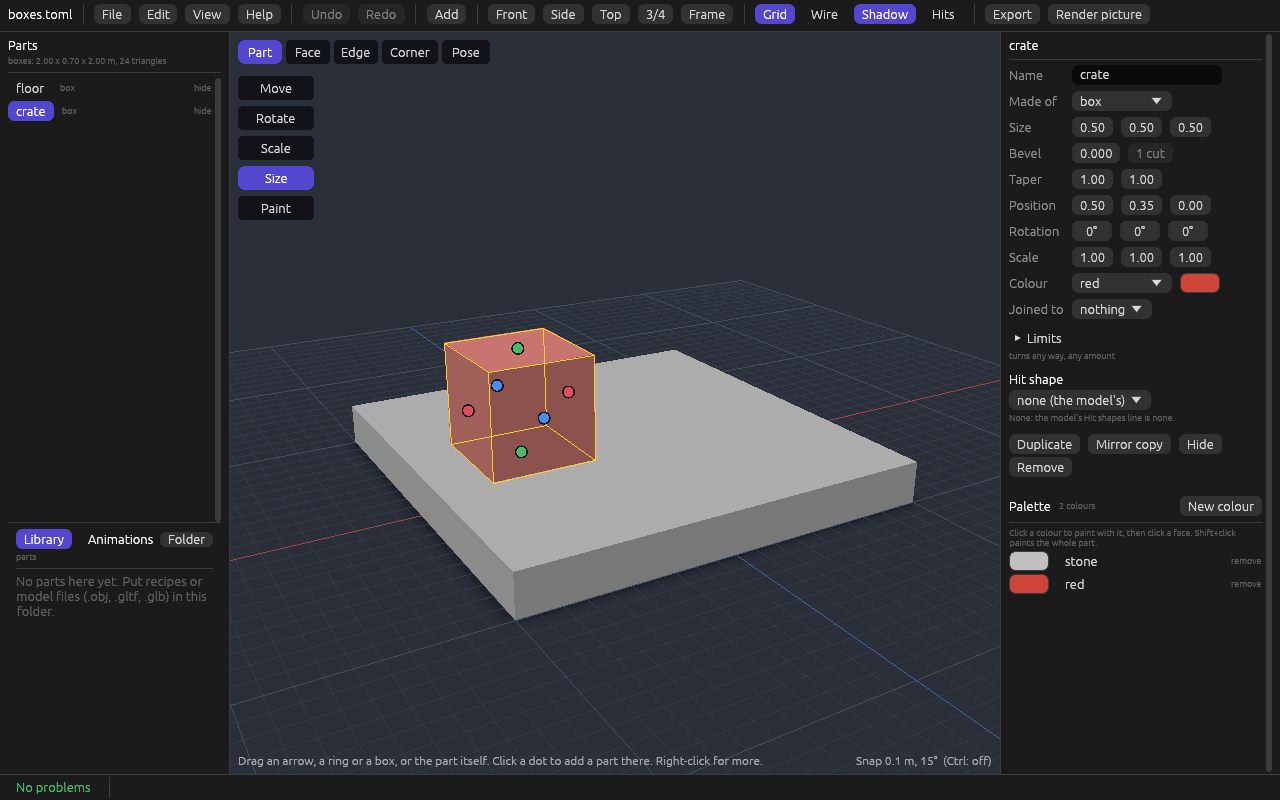 boxes.toml File Edit View Help Undo Redo Add Front Side Top 3/4 Frame Grid Wire Shadow Hits Export Render picture
Parts
boxes: 2.00 x 0.70 x 2.00 m, 24 triangles
floor box hide
crate box hide
Library Animations Folder
parts
No parts here yet. Put recipes or
model files (.obj, .gltf, .glb) in this
folder.
Part Face Edge Corner Pose
Move
Rotate
Scale
Size
Paint
Drag an arrow, a ring or a box, or the part itself. Click a dot to add a part there. Right-click for more.
Snap 0.1 m, 15° (Ctrl: off)
crate
Name crate
Made of box
Size 0.50 0.50 0.50
Bevel 0.000 1 cut
Taper 1.00 1.00
Position 0.50 0.35 0.00
Rotation 0° 0° 0°
Scale 1.00 1.00 1.00
Colour red
Joined to nothing
Limits
turns any way, any amount
Hit shape
none (the model's)
None: the model's Hit shapes line is none.
Duplicate Mirror copy Hide
Remove
Palette 2 colours New colour
Click a colour to paint with it, then click a face. Shift+click
paints the whole part.
stone remove
red remove
No problems